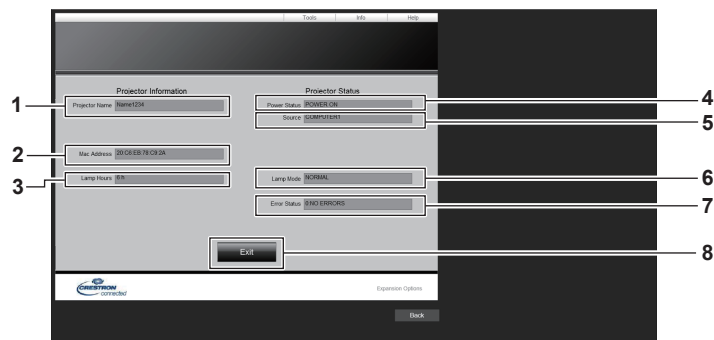 Tools Info Help
Projector Information Projector Status
1 Projector Name Name1234 Power Status POWER ON 4
Source COMPUTER1 5
2 Mac Address 20:C6:EB:78:C9:2A
3 Lamp Hours 6 h Lamp Mode NORMAL 6
Error Status 0:NO ERRORS 7
Exit 8
CRESTRON
connected Expansion Options
Back